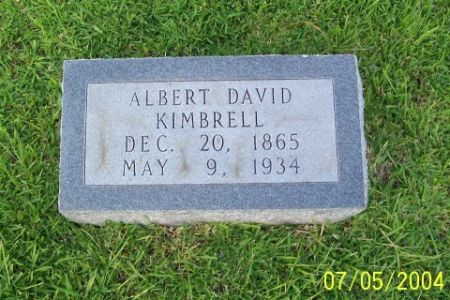 ALBERT DAVID
KIMBRELL
DEC. 20, 1865
MAY 9, 1934
07/05/2004